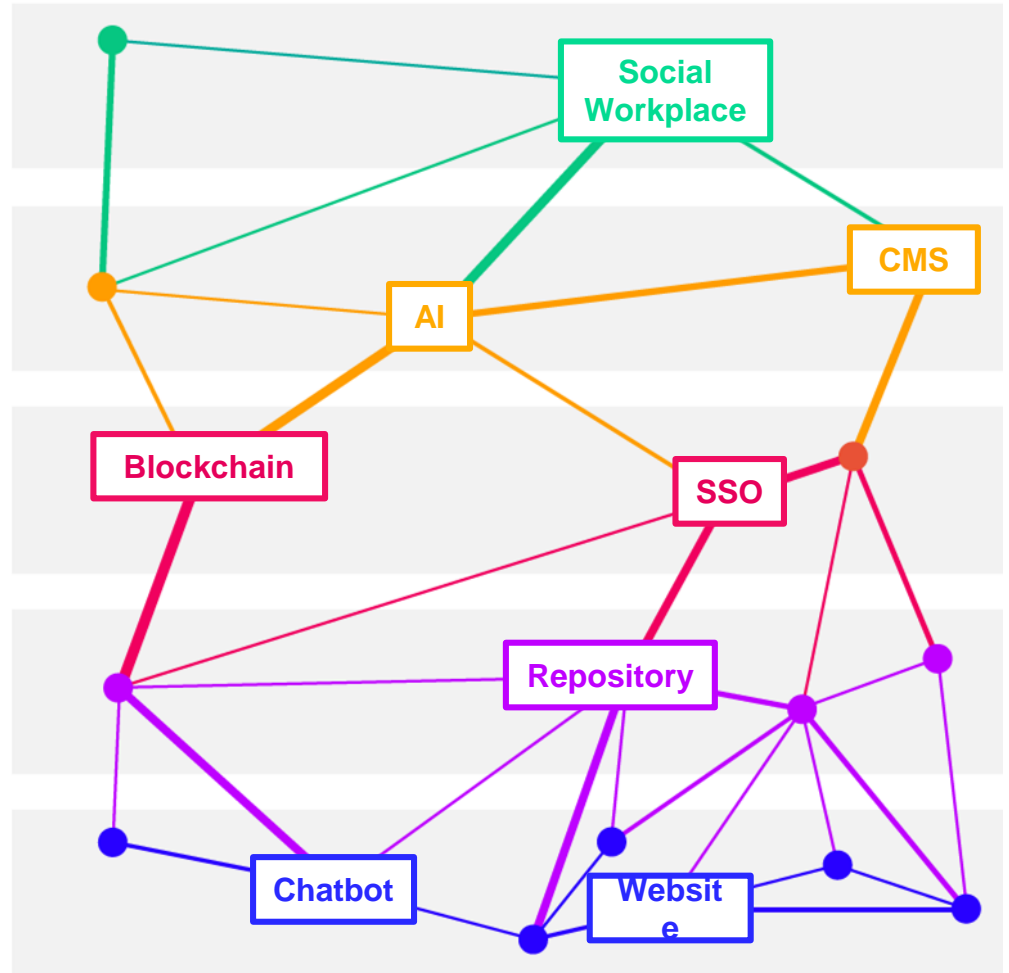 Social
Workplace
CMS
AI
Blockchain
SSO
Repository
Chatbot
Websit
e